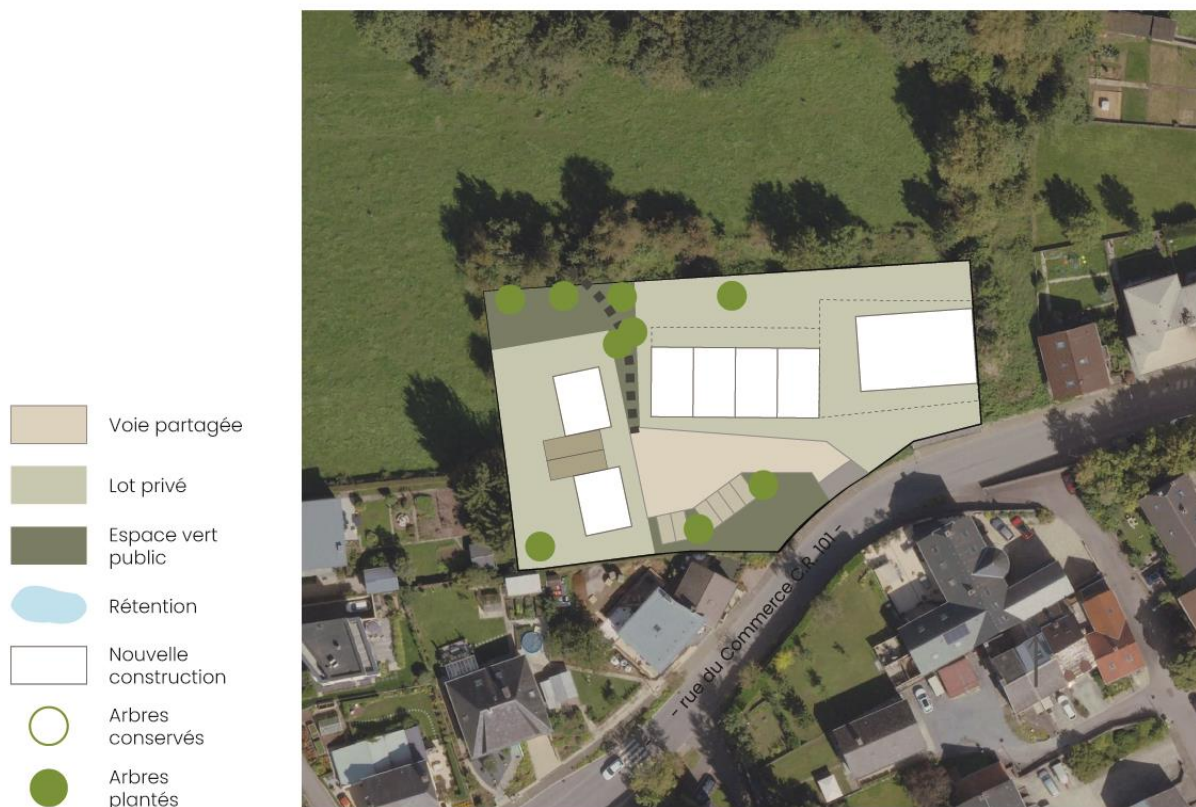 Voie partagée
Lot privé
Espace vert
public
Rétention
Nouvelle
construction
Arbres
conservés
Arbres
plantés
- rue du Commerce C.R. 101 -